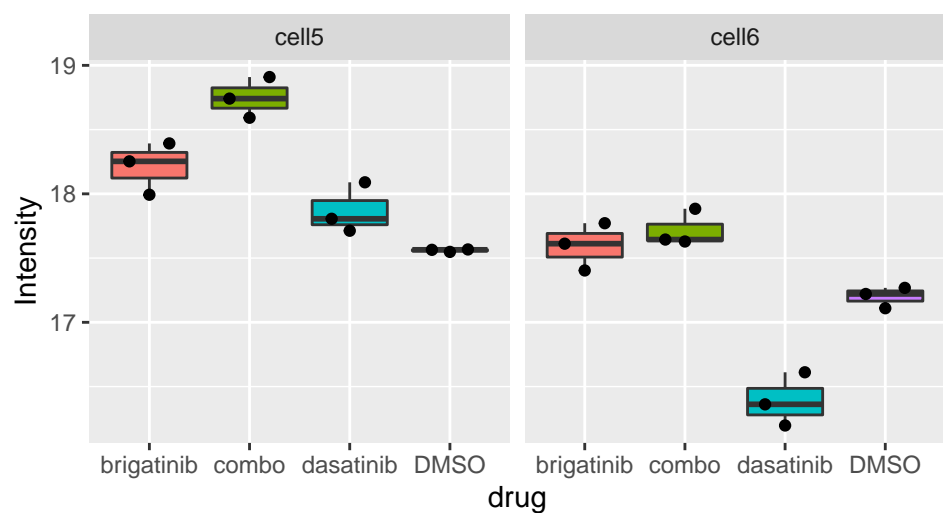 cell5 cell6
19
18
17
Intensity
brigatinib combo dasatinib DMSO brigatinib combo dasatinib DMSO
drug